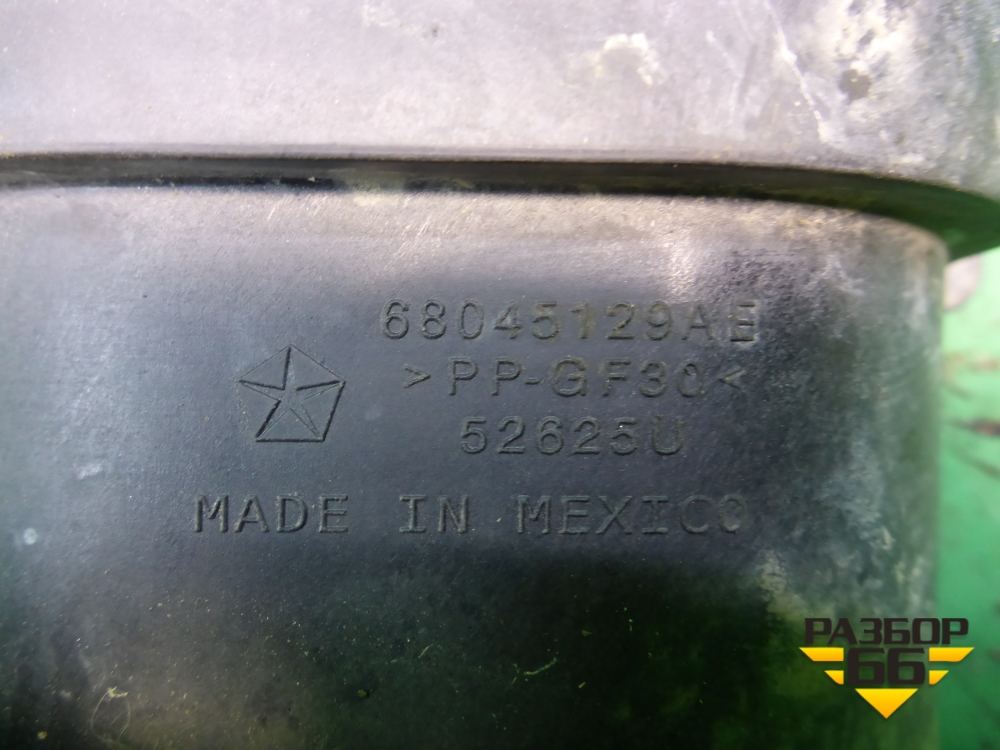 68045129AE
>PP-GF30<
52625U
MADE IN MEXICO
РАЗБОР
66